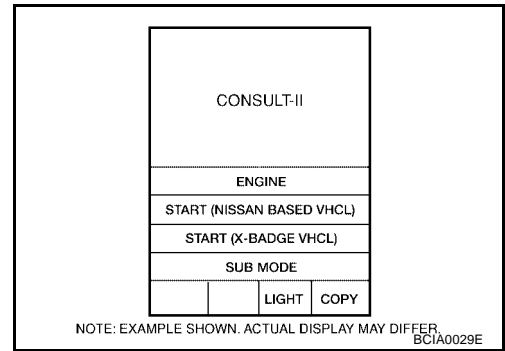 CONSULT-II
ENGINE
START (NISSAN BASED VHCL)
START (X-BADGE VHCL)
SUB MODE
LIGHT COPY
NOTE: EXAMPLE SHOWN. ACTUAL DISPLAY MAY DIFFER.
BCIA0029E